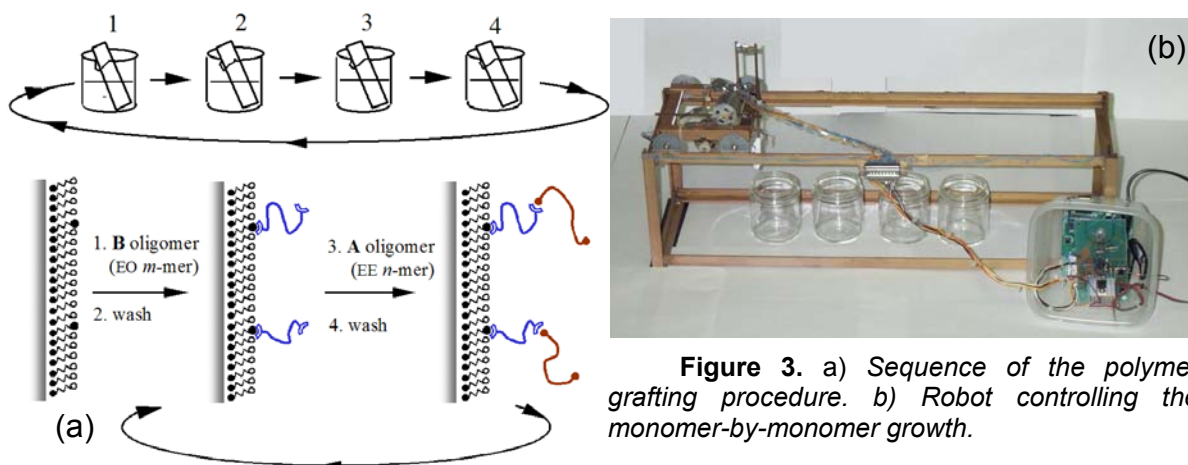 1 2 3 4
1. B oligomer
(EO m-mer)
2. wash
3. A oligomer
(EE n-mer)
4. wash
(a)
(b)
Figure 3. a) Sequence of the polyme
grafting procedure. b) Robot controlling the
monomer-by-monomer growth.